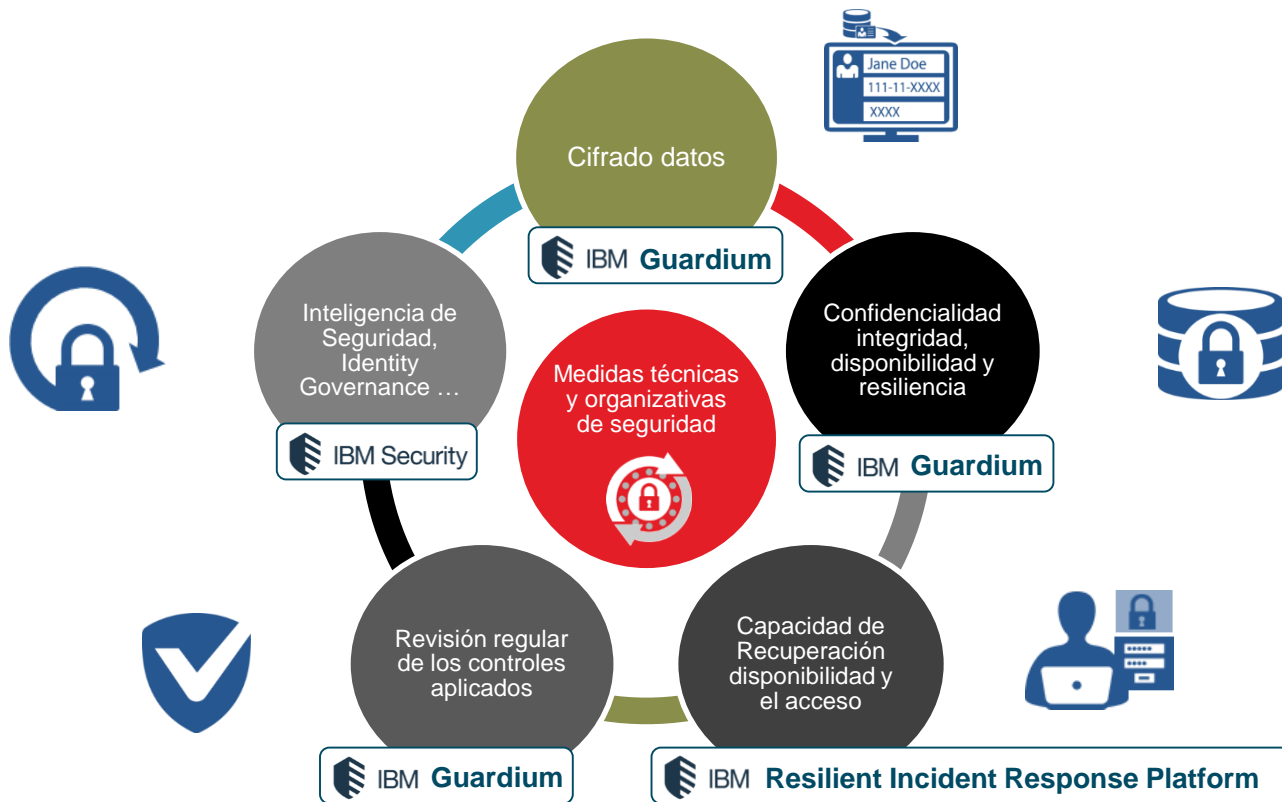 Jane Doe
111-11-XXXX
XXXX
Cifrado datos
IBM Guardium
Inteligencia de
Seguridad,
Identity
Governance …
IBM Security
Confidencialidad
integridad,
disponibilidad y
resiliencia
IBM Guardium
Medidas técnicas
y organizativas
de seguridad
Revisión regular
de los controles
aplicados
IBM Guardium
Capacidad de
Recuperación
disponibilidad y
el acceso
IBM Resilient Incident Response Platform